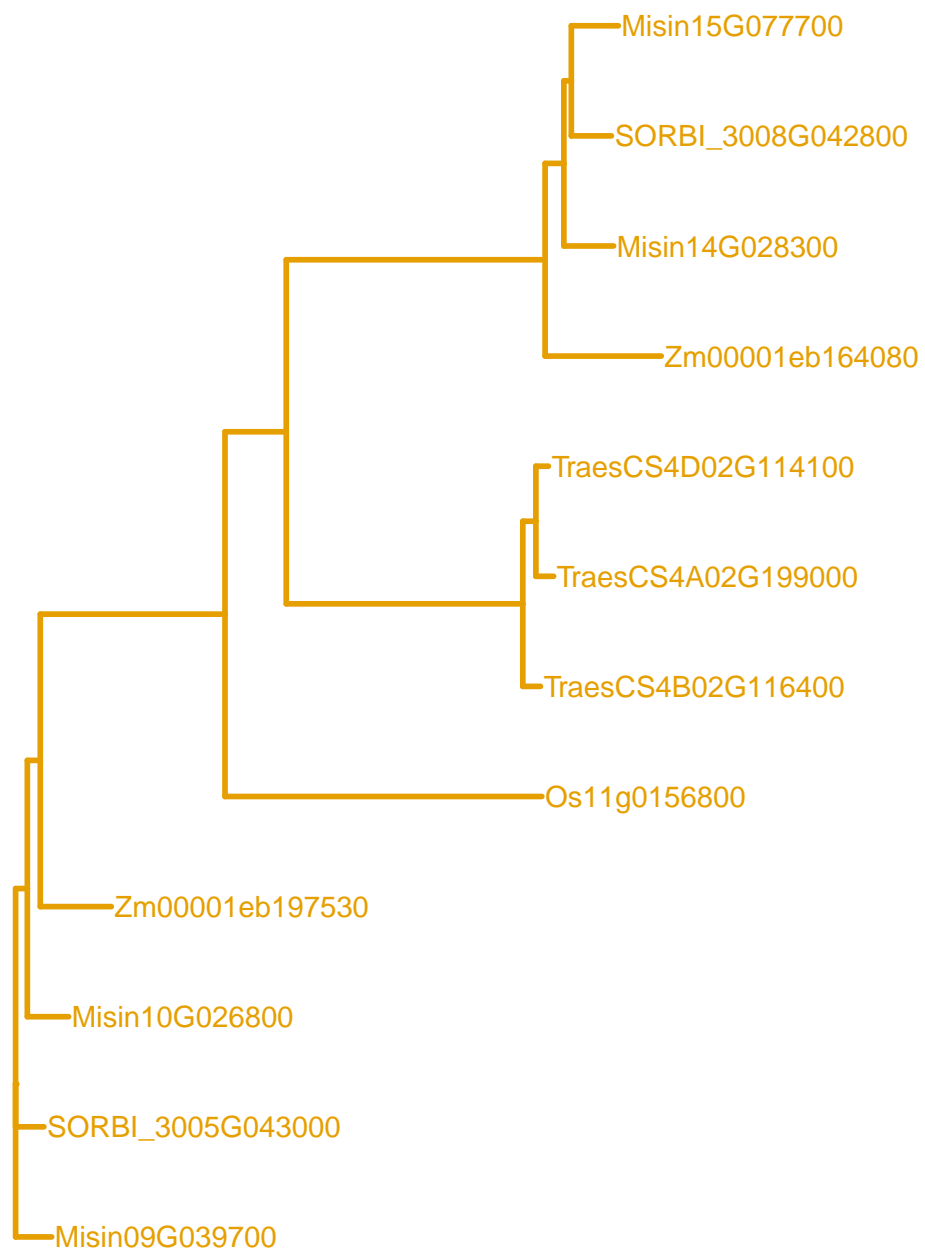 Misin15G077700
SORBI_3008G042800
Misin14G028300
Zm00001eb164080
TraesCS4D02G114100
TraesCS4A02G199000
TraesCS4B02G116400
Os11g0156800
Zm00001eb197530
Misin10G026800
SORBI_3005G043000
Misin09G039700